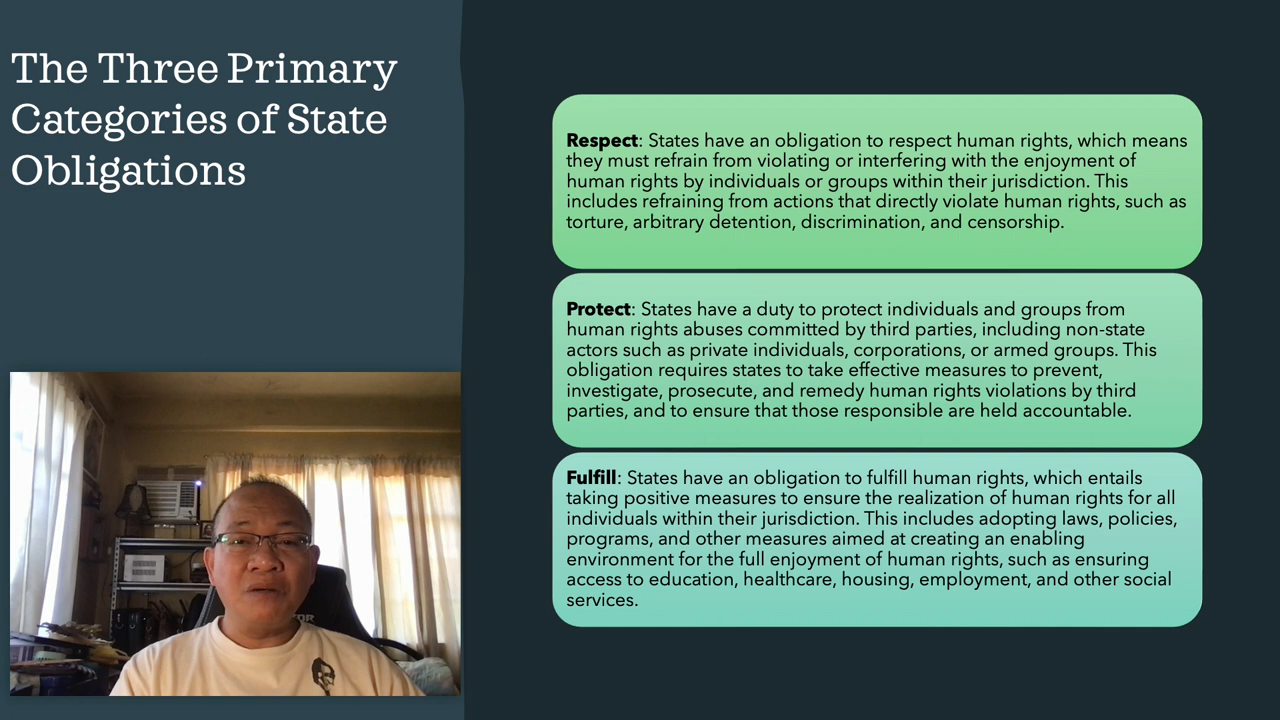 The Three Primary
Categories of State
Obligations
Respect: States have an obligation to respect human rights, which means
they must refrain from violating or interfering with the enjoyment of
human rights by individuals or groups within their jurisdiction. This
includes refraining from actions that directly violate human rights, such as
torture, arbitrary detention, discrimination, and censorship.
Protect: States have a duty to protect individuals and groups from
human rights abuses committed by third parties, including non-state
actors such as private individuals, corporations, or armed groups. This
obligation requires states to take effective measures to prevent,
investigate, prosecute, and remedy human rights violations by third
parties, and to ensure that those responsible are held accountable.
Fulfill: States have an obligation to fulfill human rights, which entails
taking positive measures to ensure the realization of human rights for all
individuals within their jurisdiction. This includes adopting laws, policies,
programs, and other measures aimed at creating an enabling
environment for the full enjoyment of human rights, such as ensuring
access to education, healthcare, housing, employment, and other social
services.